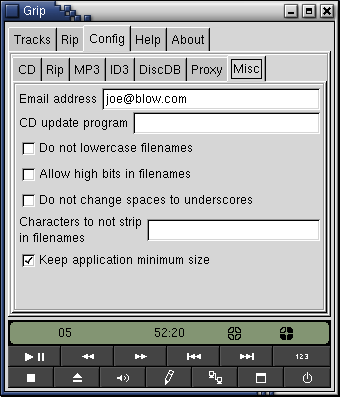 Grip
Tracks Rip Config Help About
CD Rip MP3 ID3 DiscDB Proxy Misc
Email address joe@blow.com
CD update program
Do not lowercase filenames
Allow high bits in filenames
Do not change spaces to underscores
Characters to not strip
in filenames
Keep application minimum size
05 52:20
123